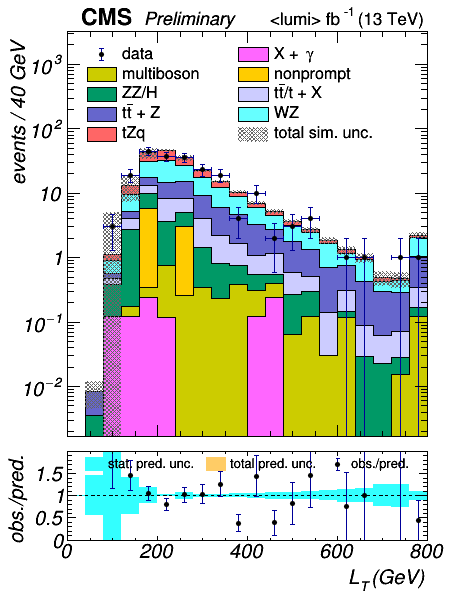 CMS Preliminary <lumi> fb⁻¹ (13 TeV)
events / 40 GeV
data
X + γ
multiboson
nonprompt
ZZ/H
tt̄/t + X
tt̄ + Z
WZ
tZq
total sim. unc.
10³
10²
10
1
10⁻¹
10⁻²
obs./pred.
stat. pred. unc.
total pred. unc.
obs./pred.
1.5
1
0.5
0
0 200 400 600 800
L_T (GeV)